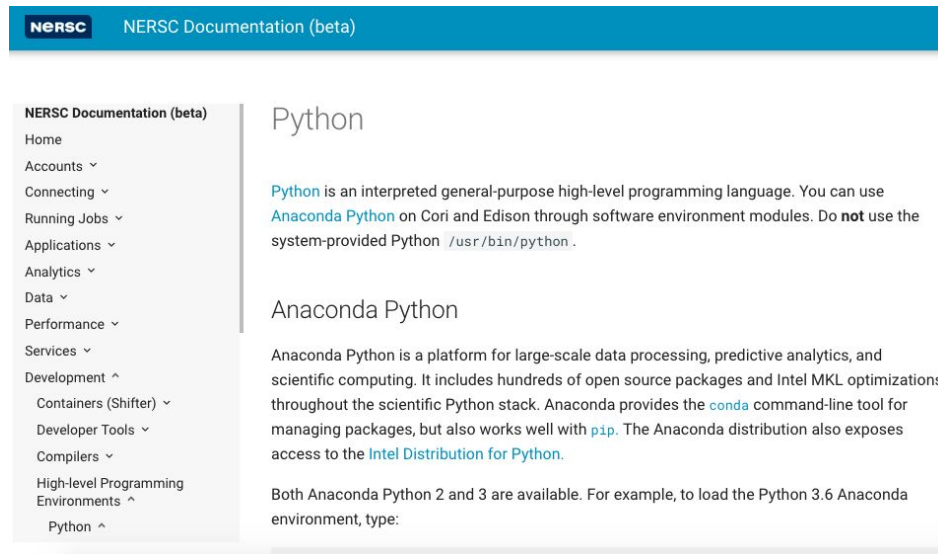 NERSC NERSC Documentation (beta)
NERSC Documentation (beta)
Home
Accounts
Connecting
Running Jobs
Applications
Analytics
Data
Performance
Services
Development
Containers (Shifter)
Developer Tools
Compilers
High-level Programming
Environments
Python
Python
Python is an interpreted general-purpose high-level programming language. You can use
Anaconda Python on Cori and Edison through software environment modules. Do not use the
system-provided Python /usr/bin/python.
Anaconda Python
Anaconda Python is a platform for large-scale data processing, predictive analytics, and
scientific computing. It includes hundreds of open source packages and Intel MKL optimizations
throughout the scientific Python stack. Anaconda provides the conda command-line tool for
managing packages, but also works well with pip. The Anaconda distribution also exposes
access to the Intel Distribution for Python.
Both Anaconda Python 2 and 3 are available. For example, to load the Python 3.6 Anaconda
environment, type: